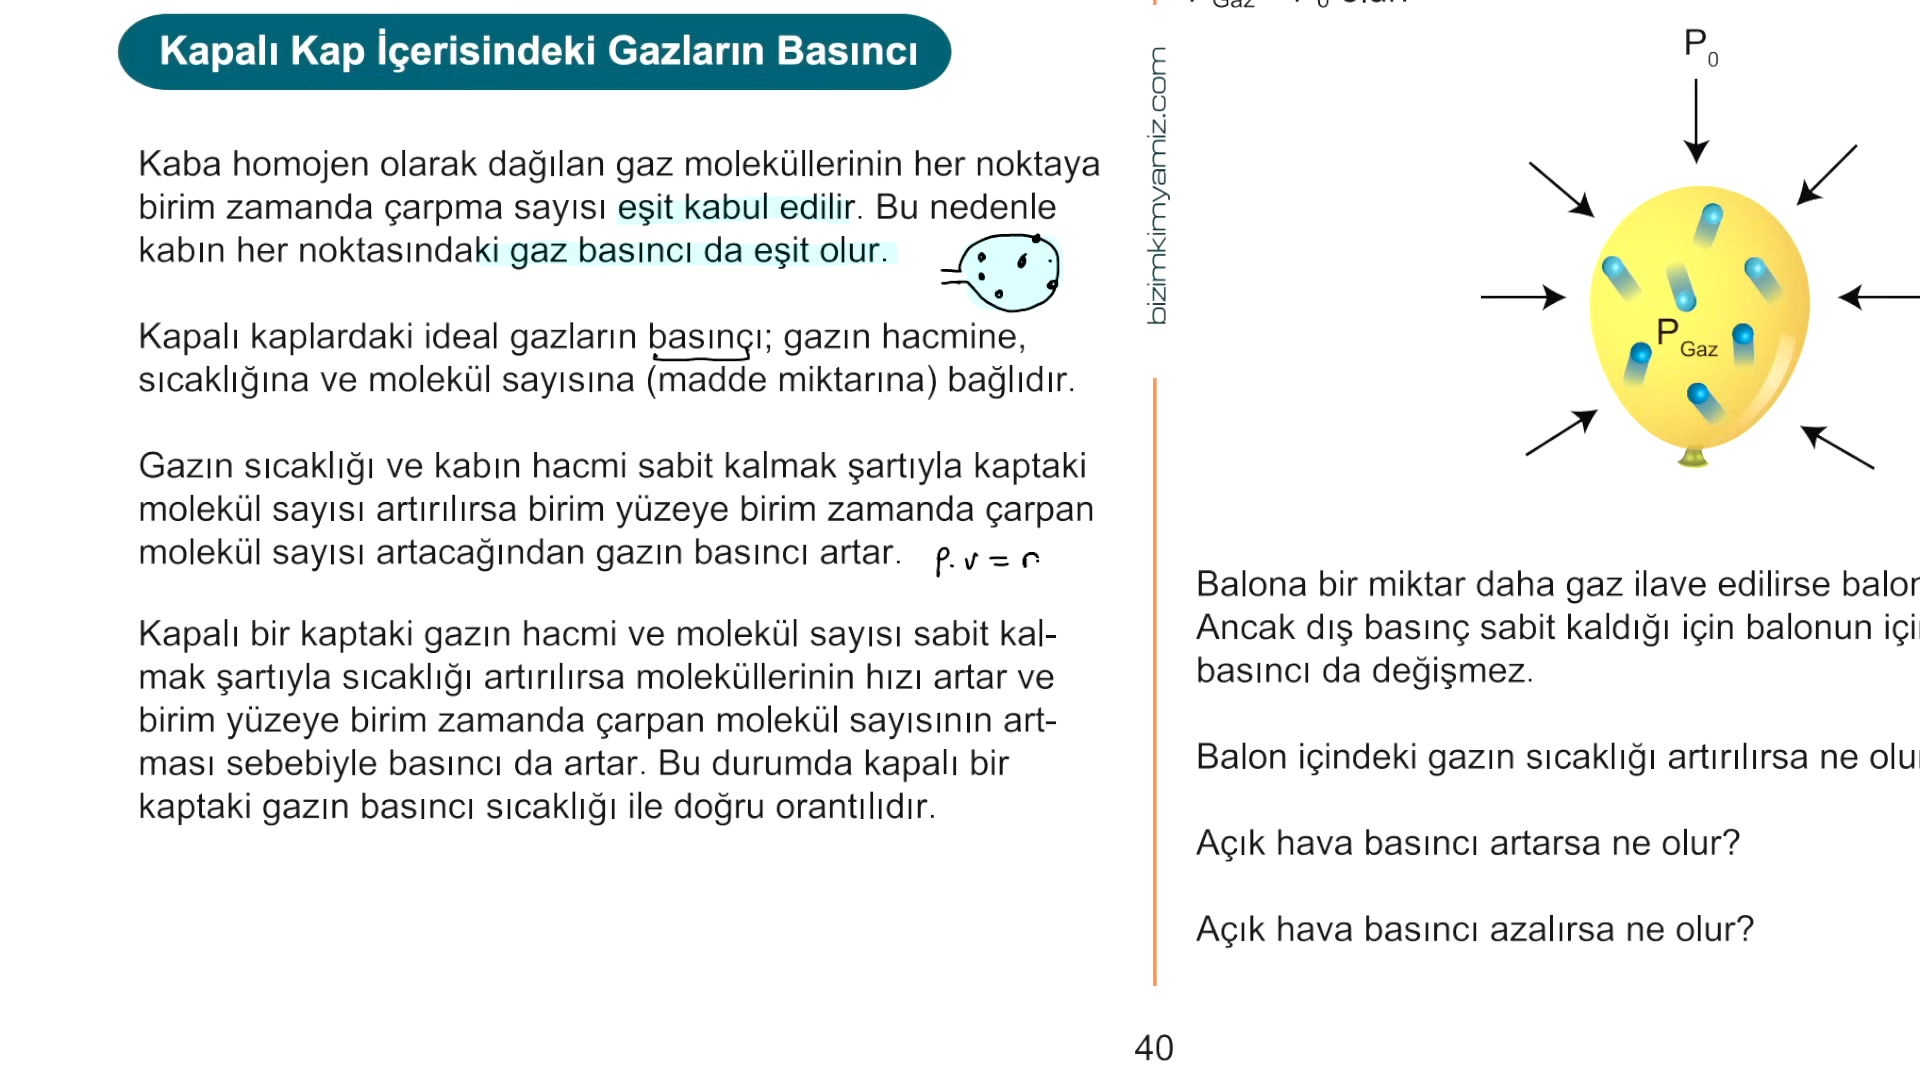 Kapalı Kap İçerisindeki Gazların Basıncı
Kaba homojen olarak dağılan gaz moleküllerinin her noktaya
birim zamanda çarpma sayısı eşit kabul edilir. Bu nedenle
kabın her noktasındaki gaz basıncı da eşit olur.
Kapalı kaplardaki ideal gazların basınçı; gazın hacmine,
sıcaklığına ve molekül sayısına (madde miktarına) bağlıdır.
Gazın sıcaklığı ve kabın hacmi sabit kalmak şartıyla kaptaki
molekül sayısı artırılırsa birim yüzeye birim zamanda çarpan
molekül sayısı artacağından gazın basıncı artar. P.v = n
Kapalı bir kaptaki gazın hacmi ve molekül sayısı sabit kal-
mak şartıyla sıcaklığı artırılırsa moleküllerinin hızı artar ve
birim yüzeye birim zamanda çarpan molekül sayısının art-
ması sebebiyle basıncı da artar. Bu durumda kapalı bir
kaptaki gazın basıncı sıcaklığı ile doğru orantılıdır.
bizimkimyamiz.com
P0
PGaz
Balona bir miktar daha gaz ilave edilirse
Ancak dış basınç sabit kaldığı için balonun
basıncı da değişmez.
Balon içindeki gazın sıcaklığı artırılırsa ne
Açık hava basıncı artarsa ne olur?
Açık hava basıncı azalırsa ne olur?
40